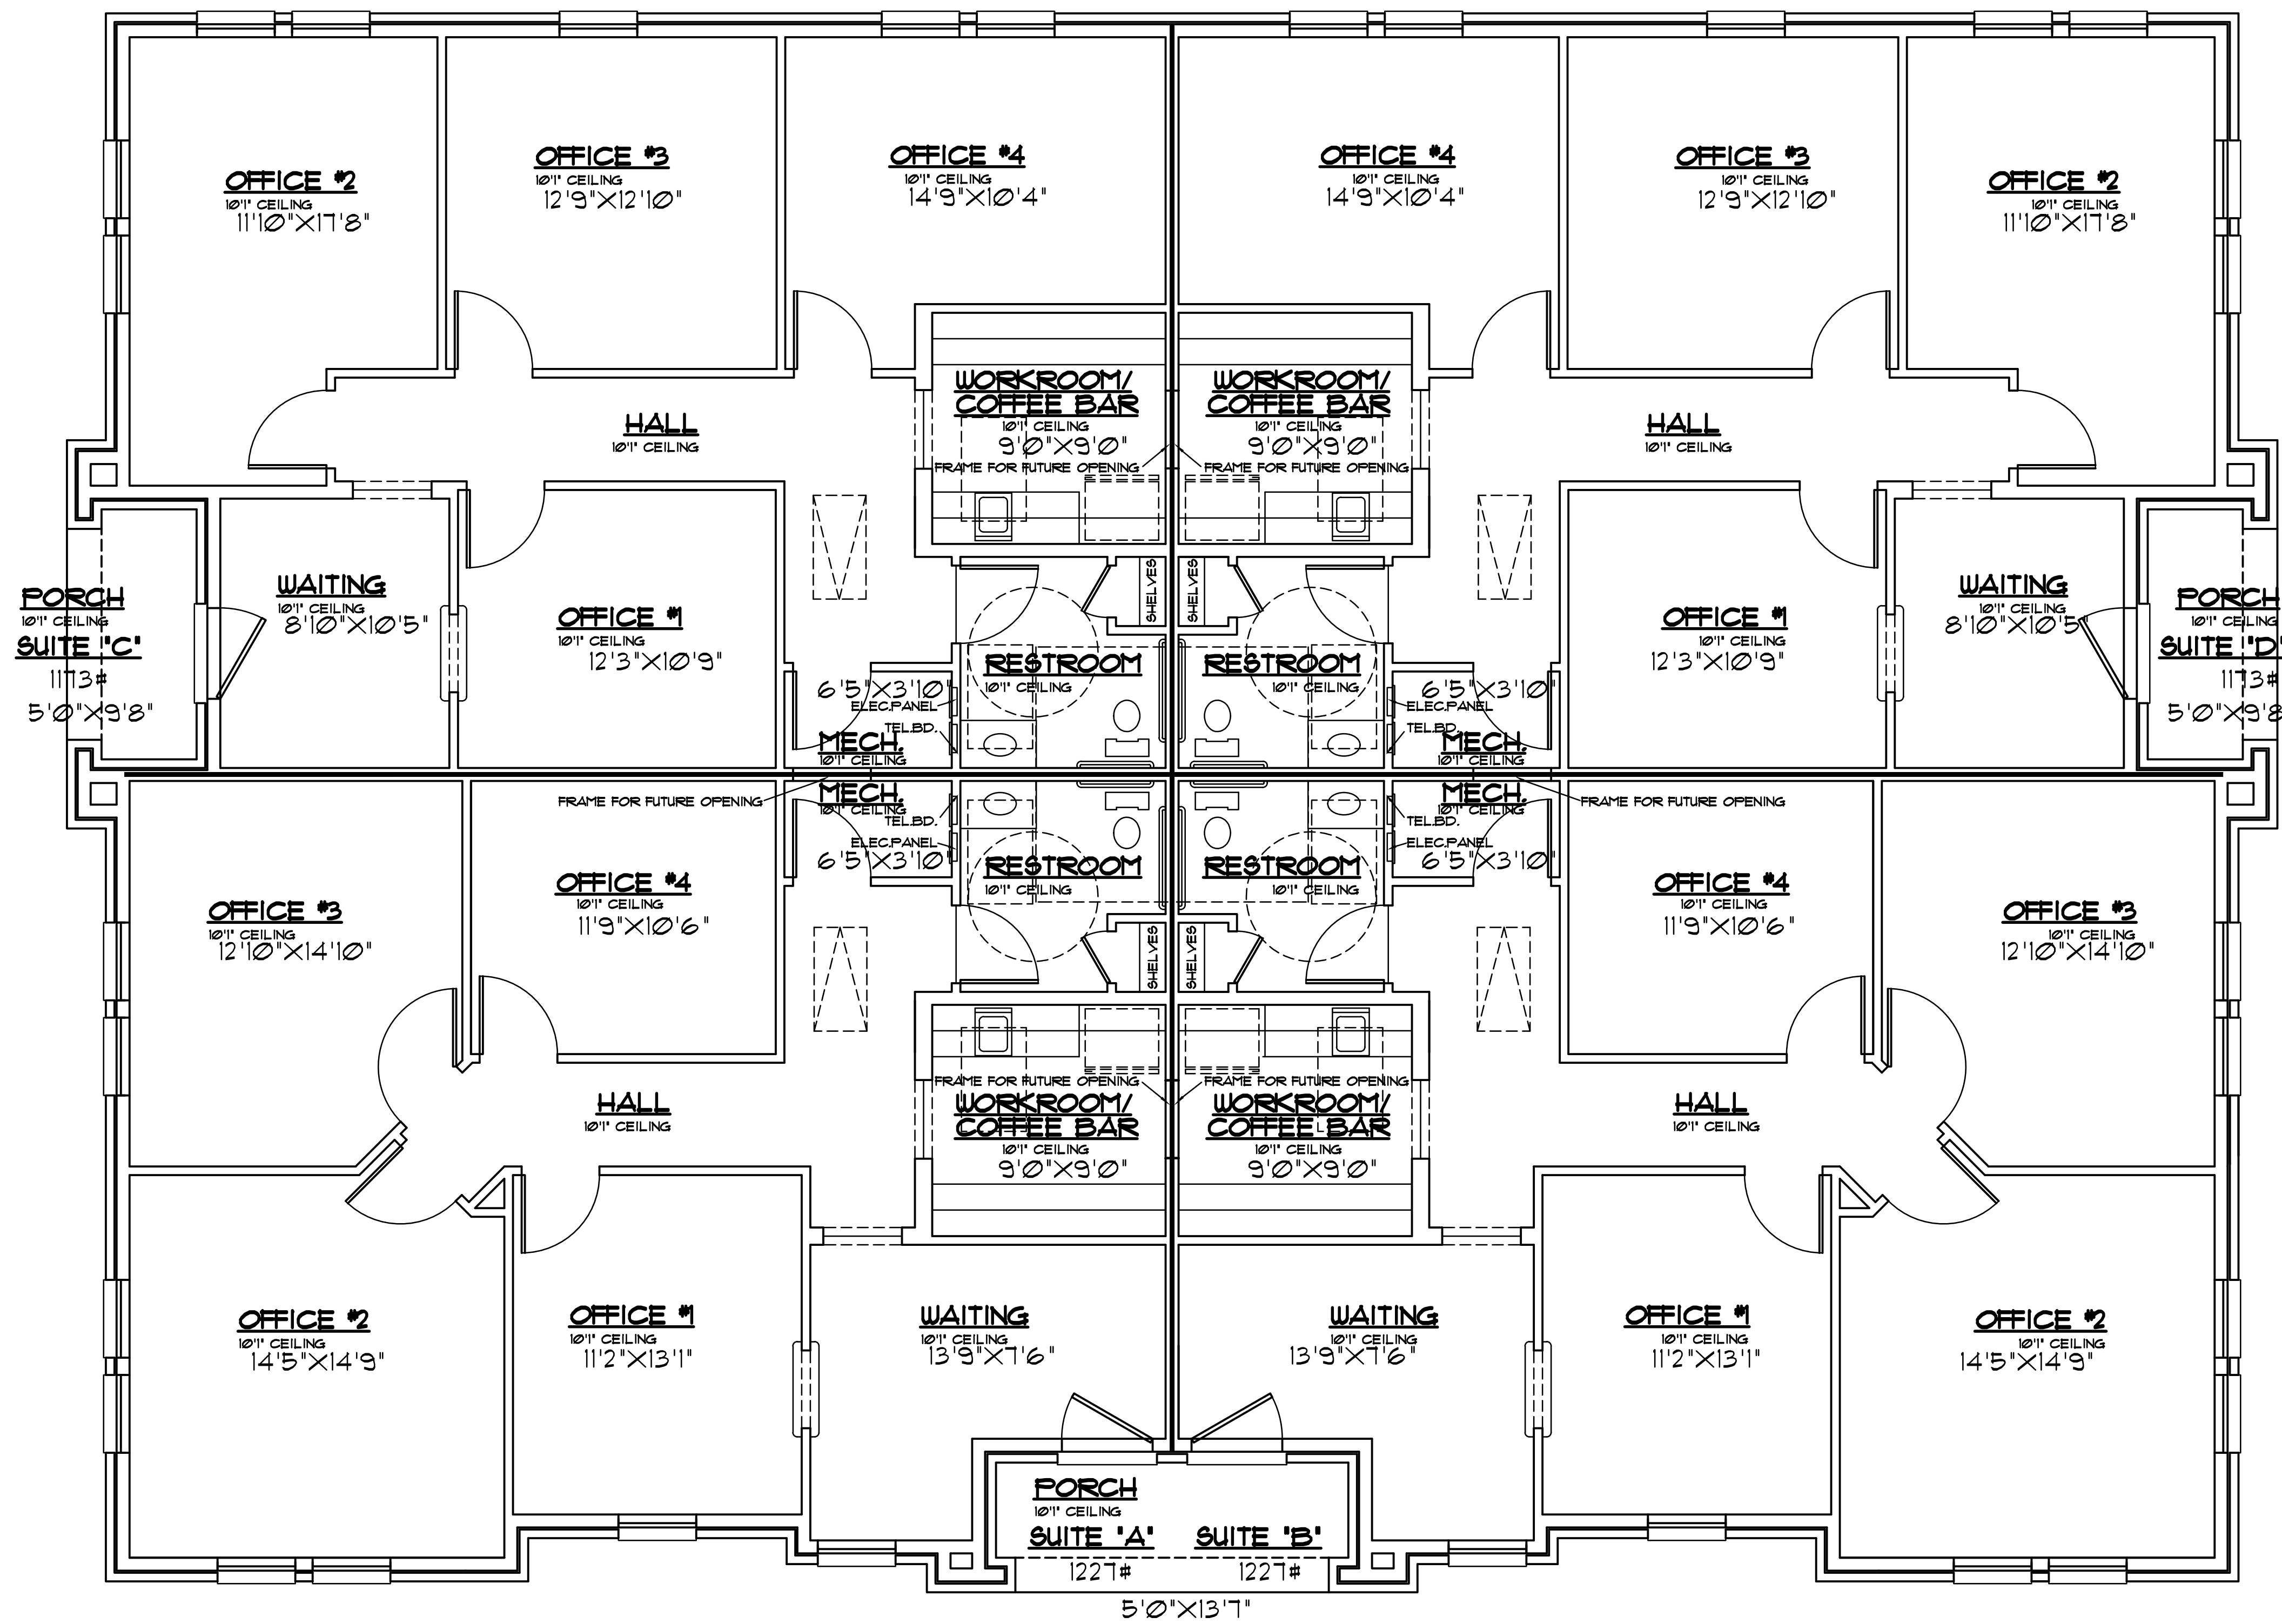 OFFICE #2
10'1" CEILING
11'10"X17'8"
OFFICE #3
10'1" CEILING
12'9"X12'10"
OFFICE #4
10'1" CEILING
14'9"X10'4"
OFFICE #4
10'1" CEILING
14'9"X10'4"
OFFICE #3
10'1" CEILING
12'9"X12'10"
OFFICE #2
10'1" CEILING
11'10"X17'8"
HALL
10'1" CEILING
WORKROOM/
COFFEE BAR
10'1" CEILING
9'0"X9'0"
FRAME FOR FUTURE OPENING
WORKROOM/
COFFEE BAR
10'1" CEILING
9'0"X9'0"
FRAME FOR FUTURE OPENING
HALL
10'1" CEILING
PORCH
10'1" CEILING
SUITE "C"
1173#
5'0"X9'8"
WAITING
10'1" CEILING
8'10"X10'5"
OFFICE #1
10'1" CEILING
12'3"X10'9"
SHELVES
SHELVES
RESTROOM
10'1" CEILING
RESTROOM
10'1" CEILING
OFFICE #1
10'1" CEILING
12'3"X10'9"
WAITING
10'1" CEILING
8'10"X10'5"
PORCH
10'1" CEILING
SUITE "D"
1173#
5'0"X9'8
6'5"X3'10"
ELEC.PANEL
TEL.BD.
MECH.
10'1" CEILING
6'5"X3'10"
ELEC.PANEL
TEL.BD.
MECH.
10'1" CEILING
FRAME FOR FUTURE OPENING
MECH.
10'1" CEILING
TEL.BD.
ELEC.PANEL
6'5"X3'10"
MECH.
10'1" CEILING
TEL.BD.
ELEC.PANEL
6'5"X3'10"
FRAME FOR FUTURE OPENING
OFFICE #3
10'1" CEILING
12'10"X14'10"
OFFICE #4
10'1" CEILING
11'9"X10'6"
RESTROOM
10'1" CEILING
RESTROOM
10'1" CEILING
SHELVES
SHELVES
OFFICE #4
10'1" CEILING
11'9"X10'6"
OFFICE #3
10'1" CEILING
12'10"X14'10"
HALL
10'1" CEILING
FRAME FOR FUTURE OPENING
WORKROOM/
COFFEE BAR
10'1" CEILING
9'0"X9'0"
FRAME FOR FUTURE OPENING
WORKROOM/
COFFEE BAR
10'1" CEILING
9'0"X9'0"
HALL
10'1" CEILING
OFFICE #2
10'1" CEILING
14'5"X14'9"
OFFICE #1
10'1" CEILING
11'2"X13'1"
WAITING
10'1" CEILING
13'9"X7'6"
WAITING
10'1" CEILING
13'9"X7'6"
OFFICE #1
10'1" CEILING
11'2"X13'1"
OFFICE #2
10'1" CEILING
14'5"X14'9"
PORCH
10'1" CEILING
SUITE "A"
1227#
SUITE "B"
1227#
5'0"X13'7"